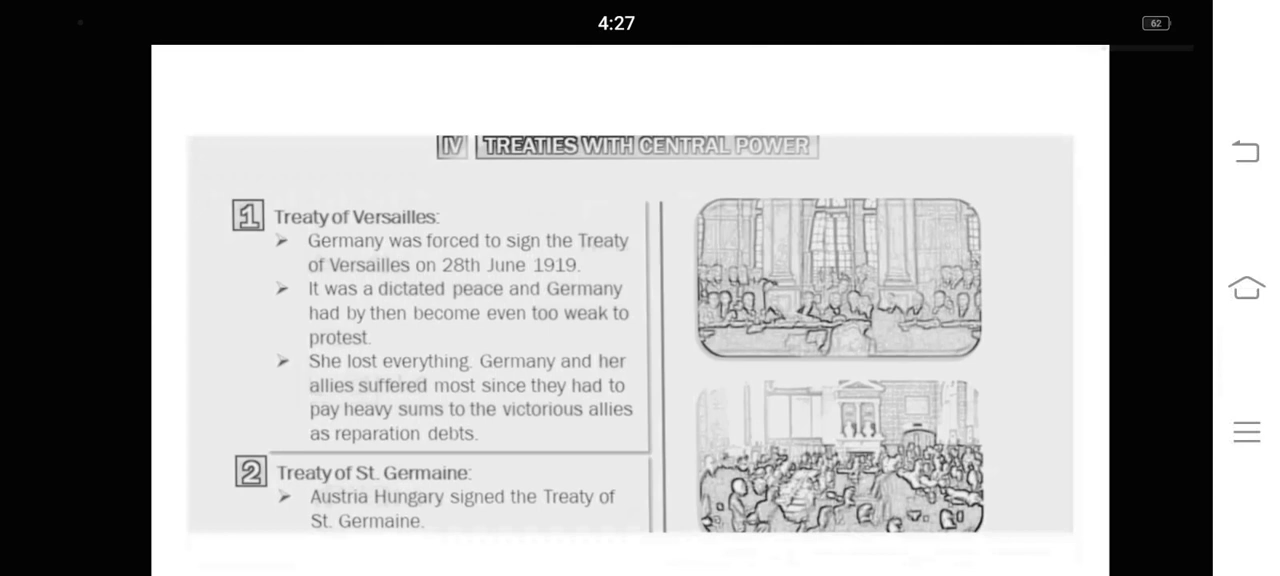 4:27
62
IV TREATIES WITH CENTRAL POWER
1 Treaty of Versailles:
➤ Germany was forced to sign the Treaty
of Versailles on 28th June 1919.
➤ It was a dictated peace and Germany
had by then become even too weak to
protest.
➤ She lost everything. Germany and her
allies suffered most since they had to
pay heavy sums to the victorious allies
as reparation debts.
2 Treaty of St. Germaine:
➤ Austria Hungary signed the Treaty of
St. Germaine.